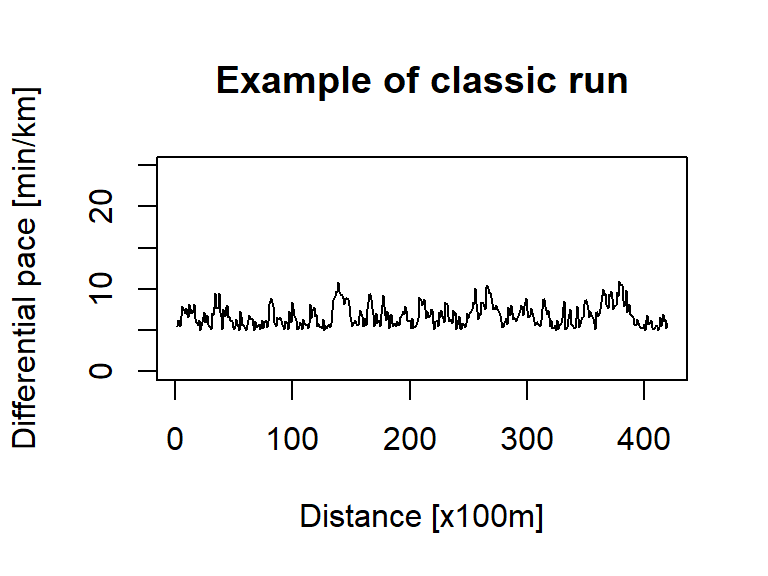 Example of classic run
Differential pace [min/km]
20
10
0
0 100 200 300 400
Distance [x100m]